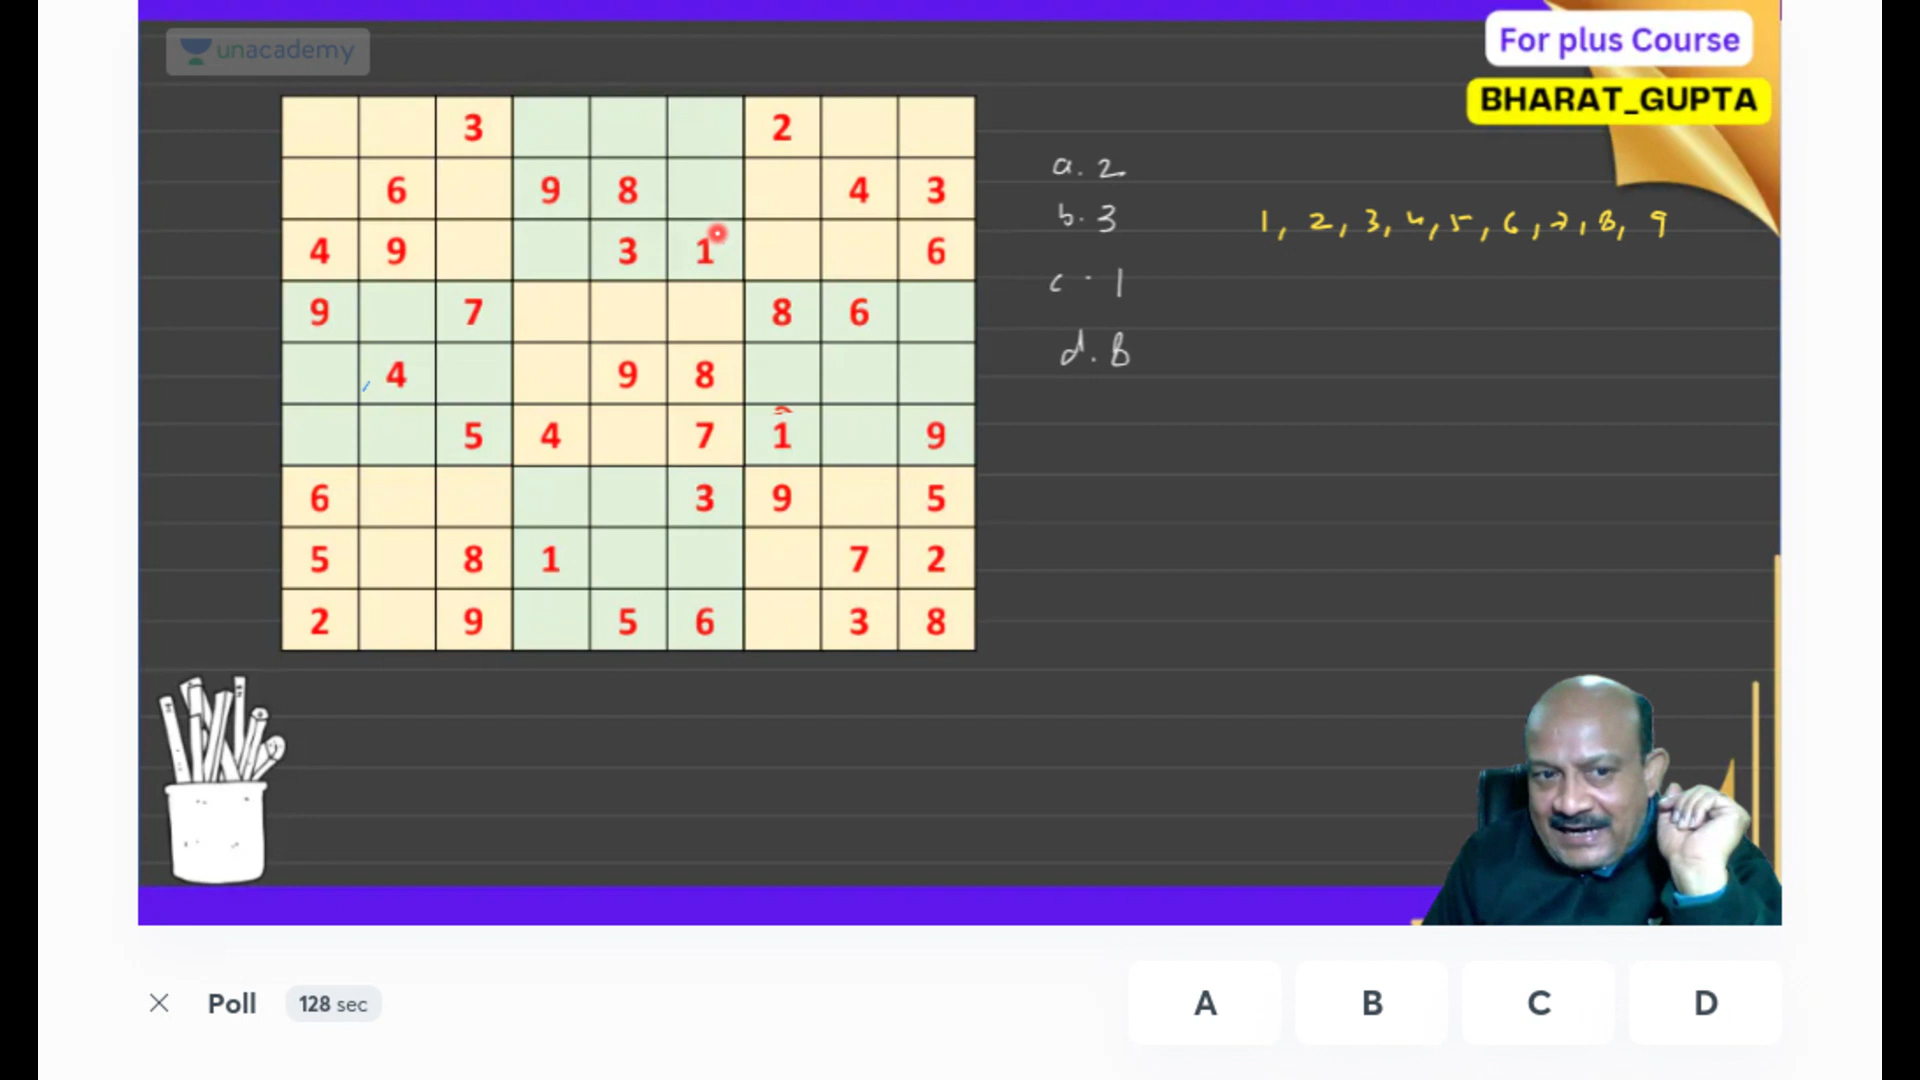 unacademy
For plus Course
BHARAT_GUPTA
3 2
6 9 8 4 3
4 9 3 1 6
9 7 8 6
4 9 8
5 4 7 1 9
6 3 9 5
5 8 1 7 2
2 9 5 6 3 8
a. 2
b. 3
c. 1
d. 8
1, 2, 3, 4, 5, 6, 7, 8, 9
Poll 128 sec A B C D